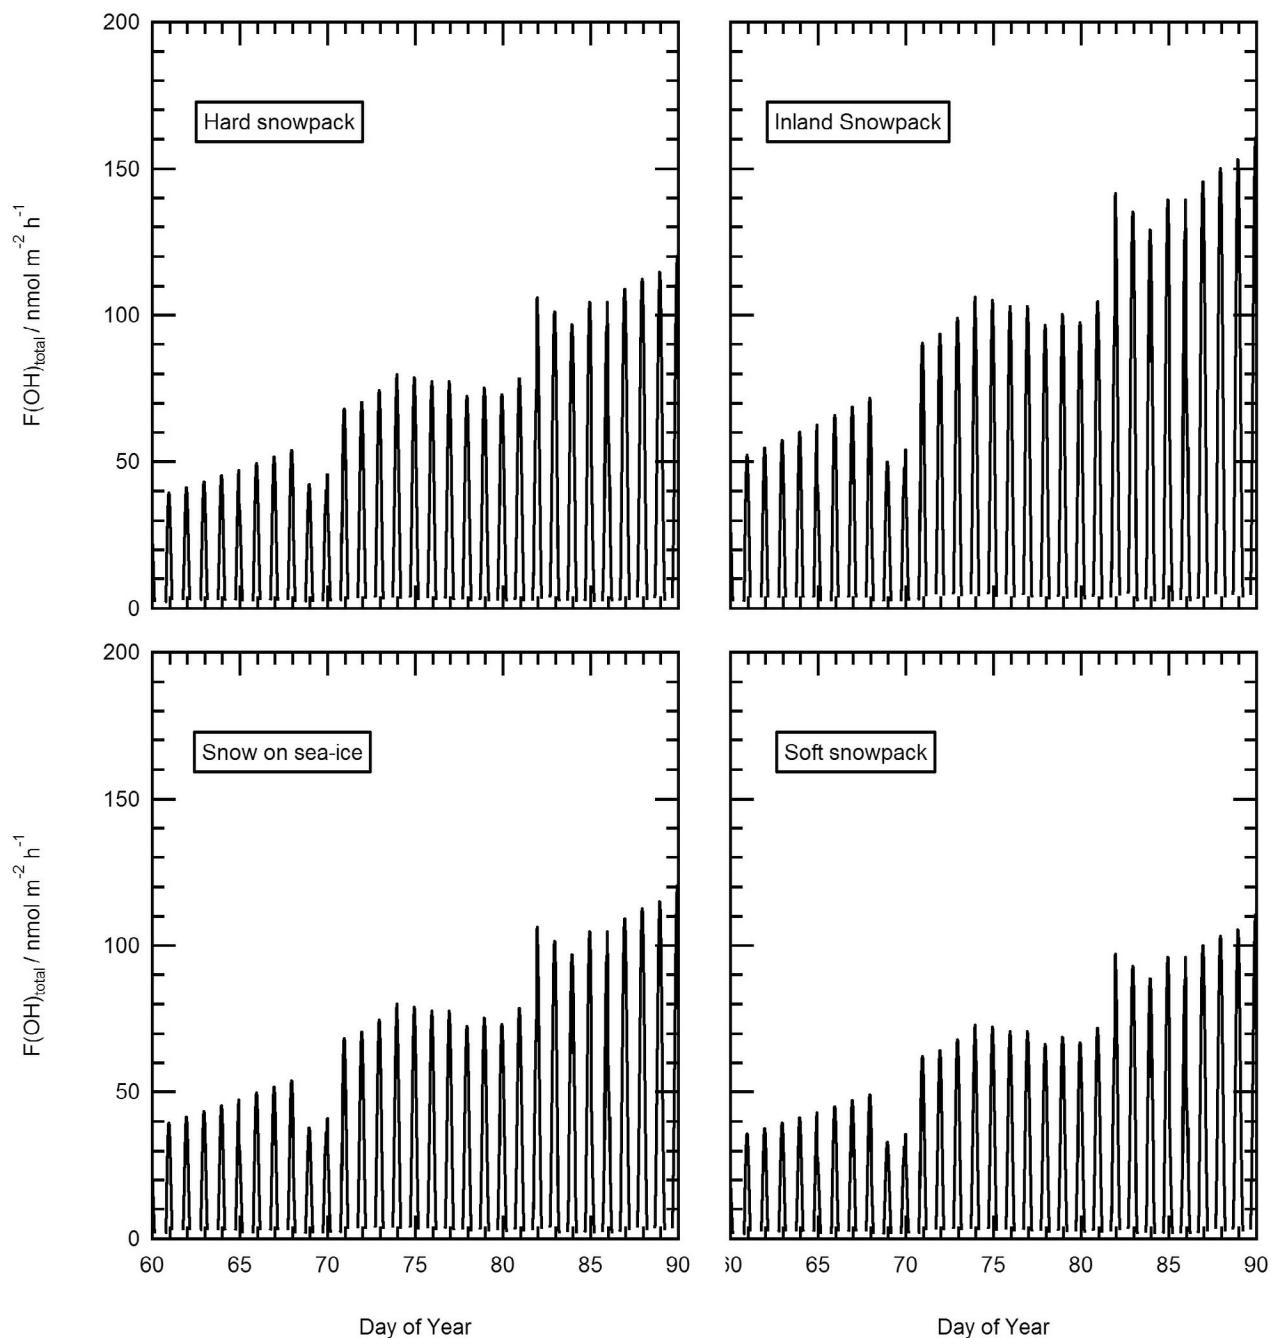 200
150
100
50
0
F(OH)total / nmol m-2 h-1
Hard snowpack
Inland Snowpack
200
150
100
50
0
F(OH)total / nmol m-2 h-1
Snow on sea-ice
Soft snowpack
60 65 70 75 80 85 90
60 65 70 75 80 85 90
Day of Year
Day of Year